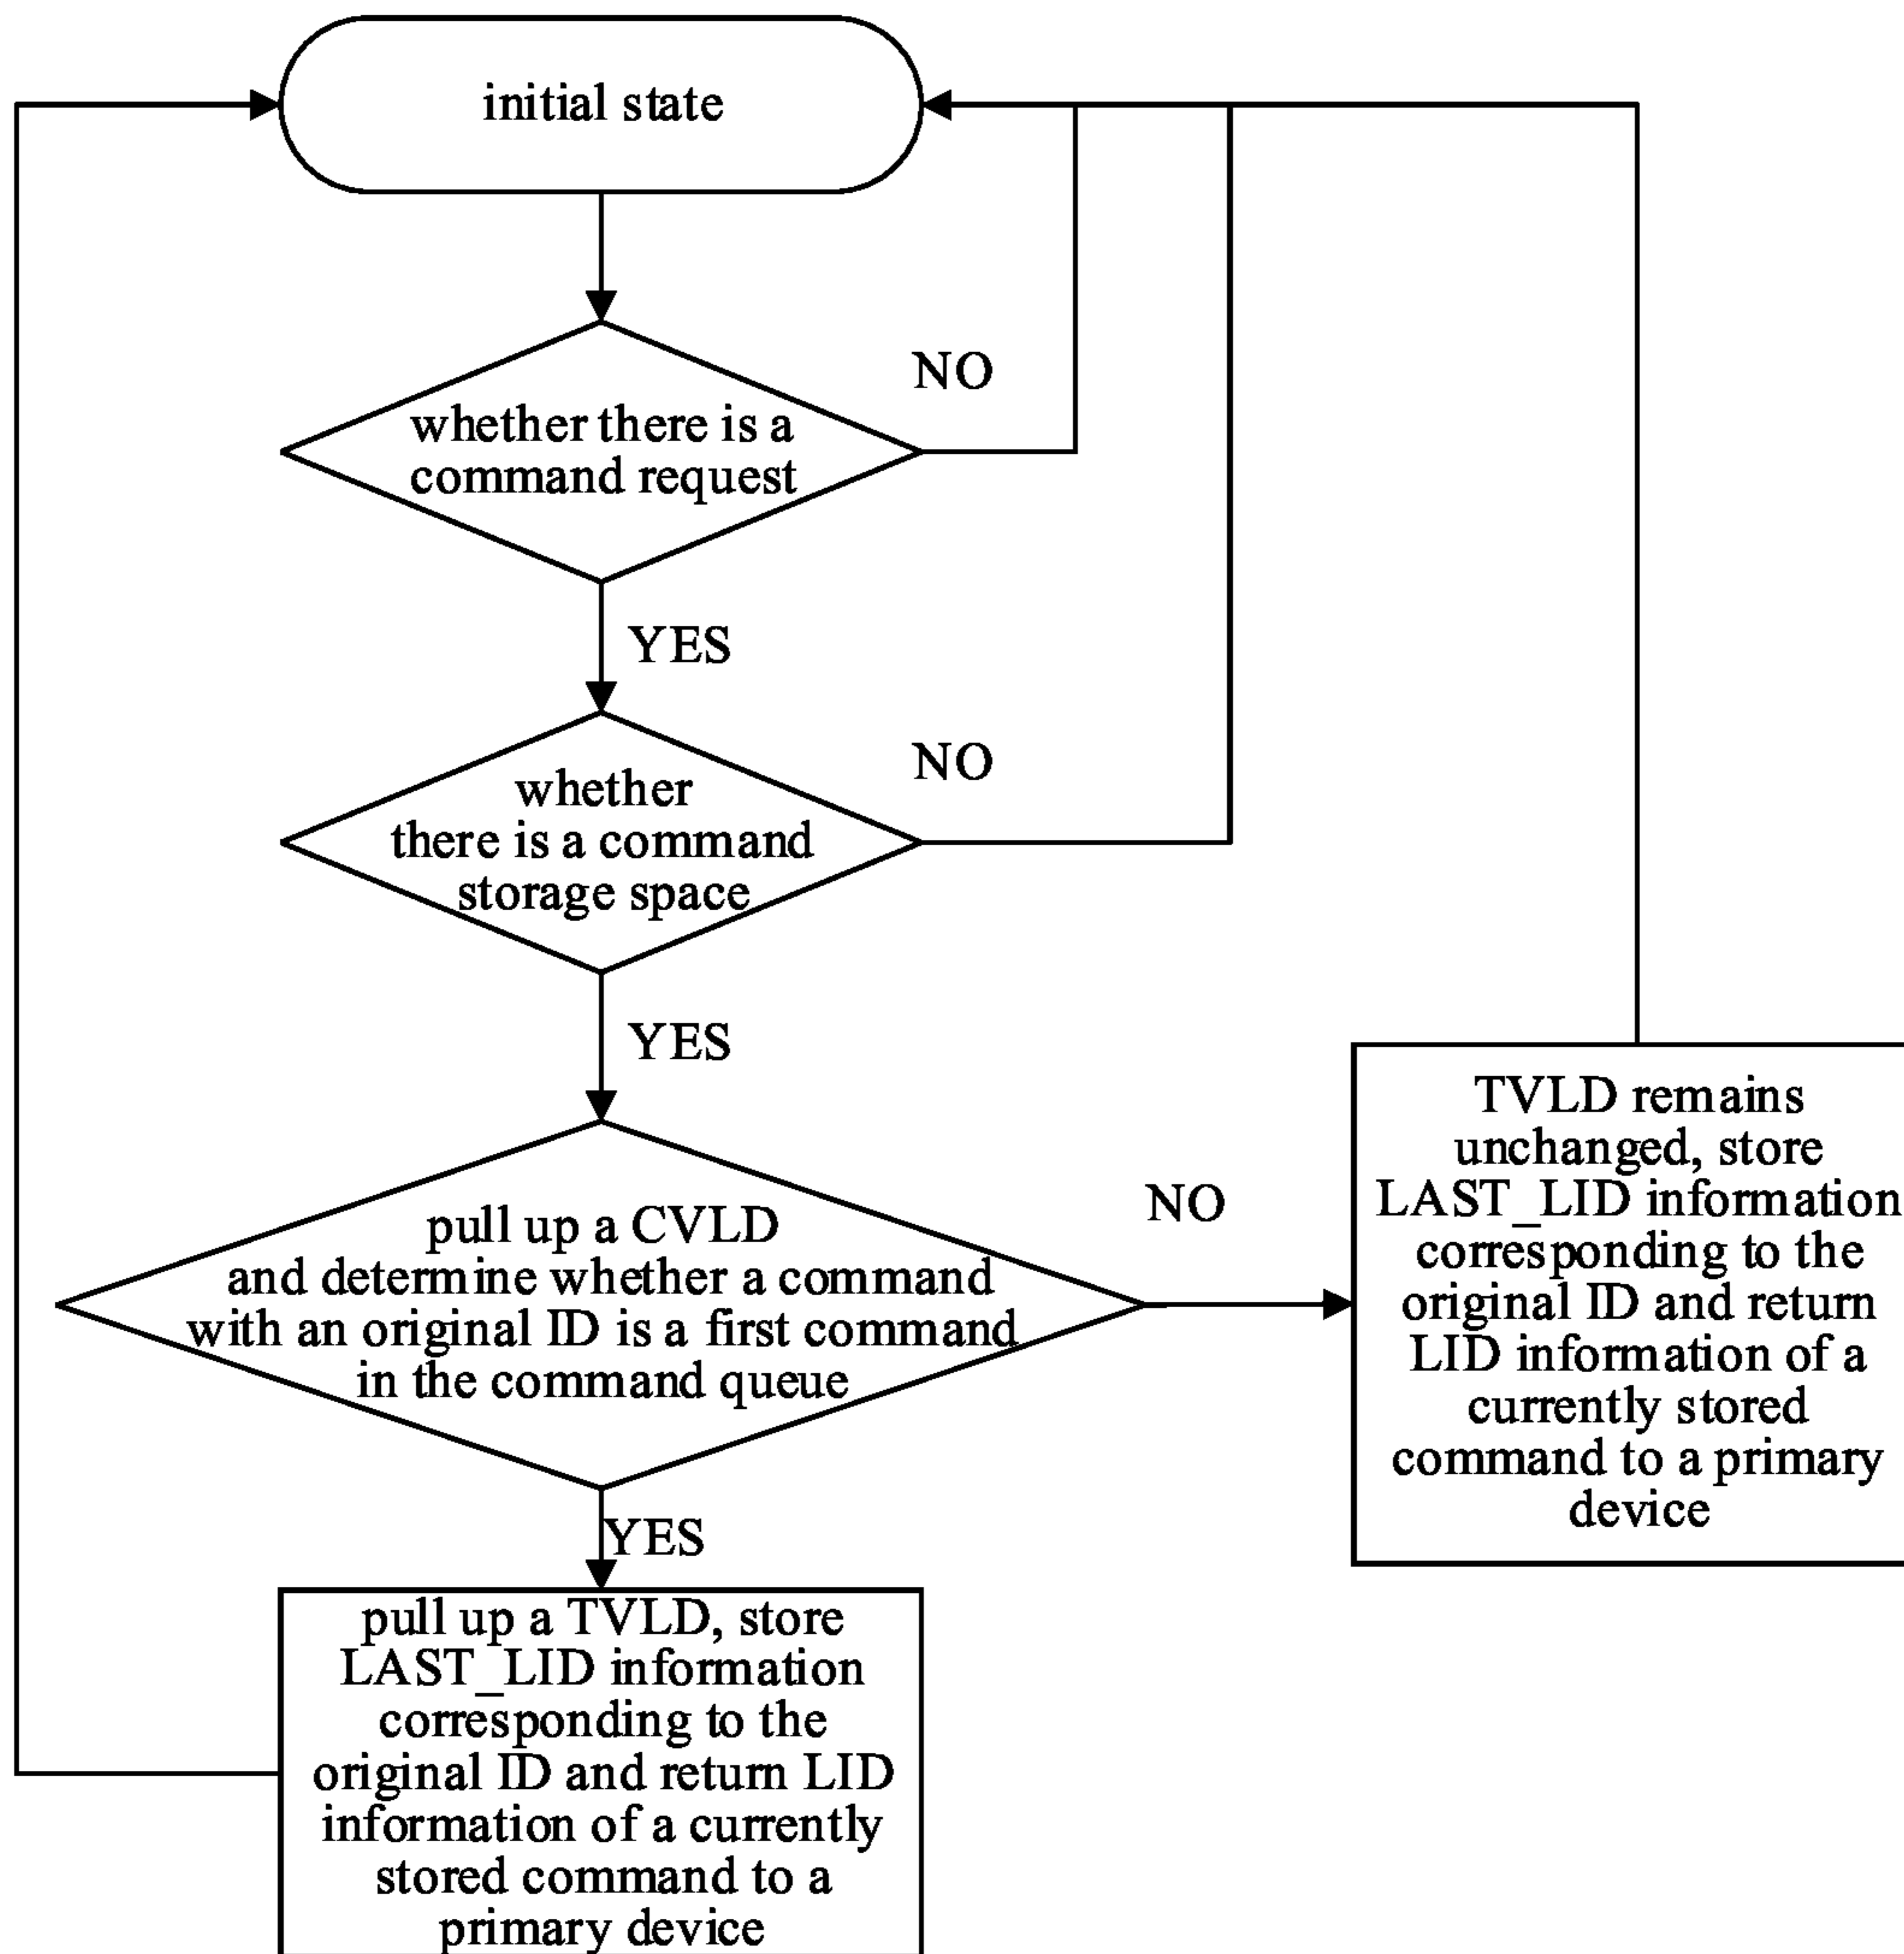 initial state
NO
whether there is a
command request
YES
NO
whether
there is a command
storage space
YES
NO
pull up a CVLD
and determine whether a command
with an original ID is a first command
in the command queue
TVLD remains
unchanged, store
LAST_LID information
corresponding to the
original ID and return
LID information of a
currently stored
command to a primary
device
YES
pull up a TVLD, store
LAST_LID information
corresponding to the
original ID and return LID
information of a currently
stored command to a
primary device